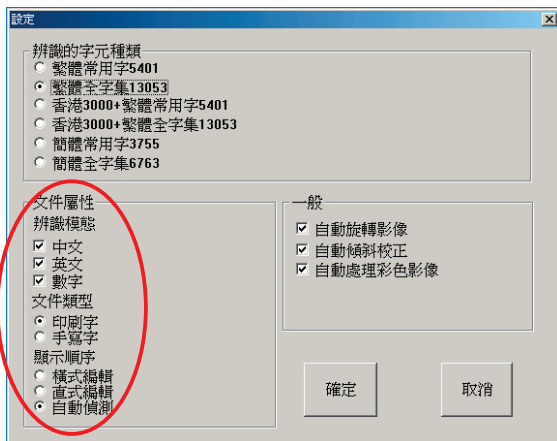 設定
辨識的字元種類
繁體常用字5401
繁體全字集13053
香港3000+繁體常用字5401
香港3000+繁體全字集13053
簡體常用字3755
簡體全字集6763
文件屬性
辨識模態
中文
英文
數字
文件類型
印刷字
手寫字
顯示順序
橫式編輯
直式編輯
自動偵測
一般
自動旋轉影像
自動傾斜校正
自動處理彩色影像
確定
取消